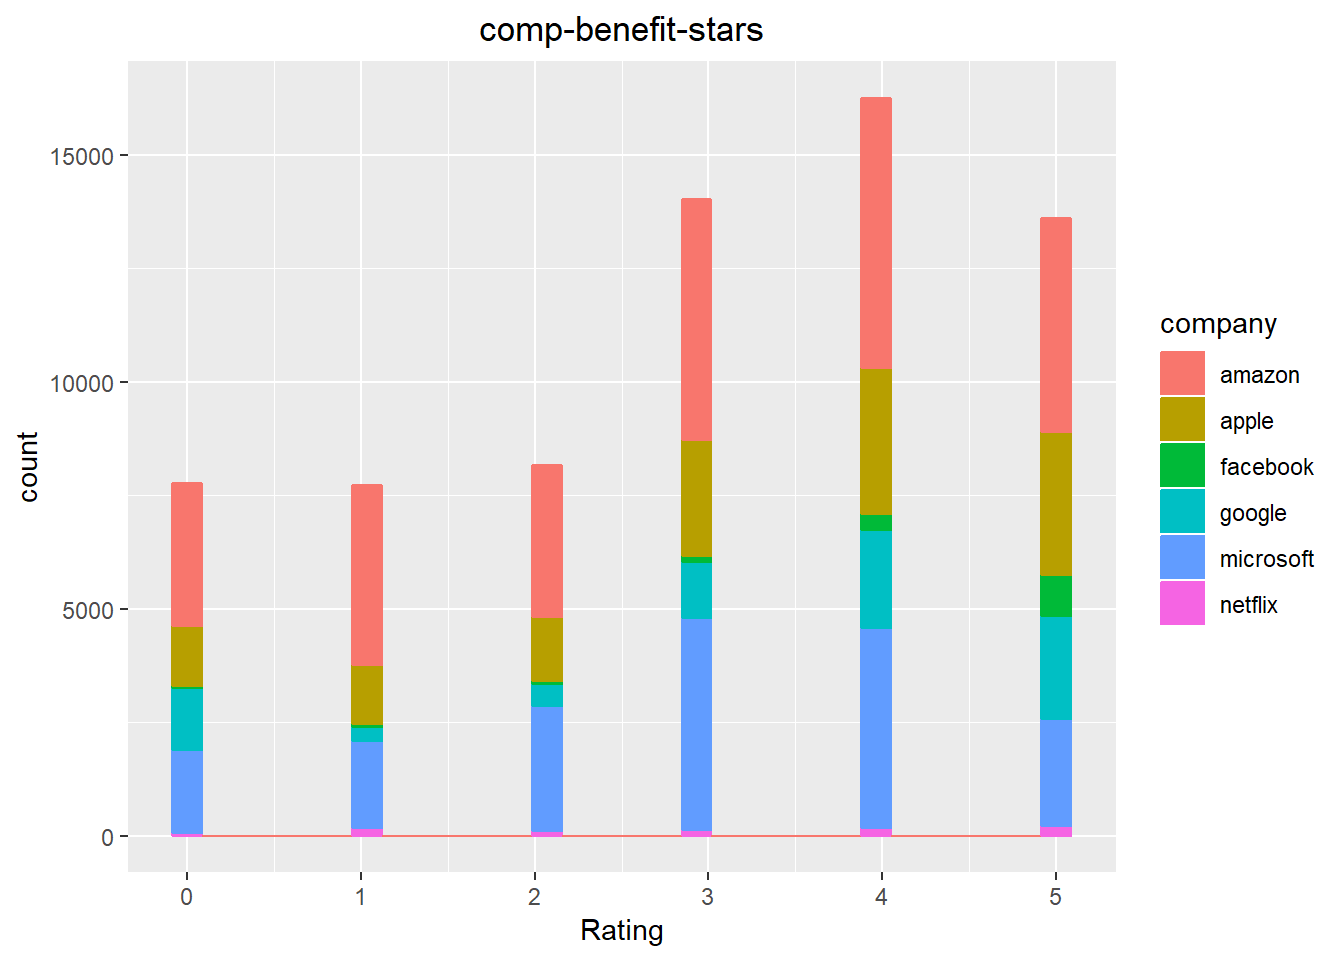 comp-benefit-stars
15000
10000
5000
0
count
0 1 2 3 4 5
Rating
company
amazon
apple
facebook
google
microsoft
netflix